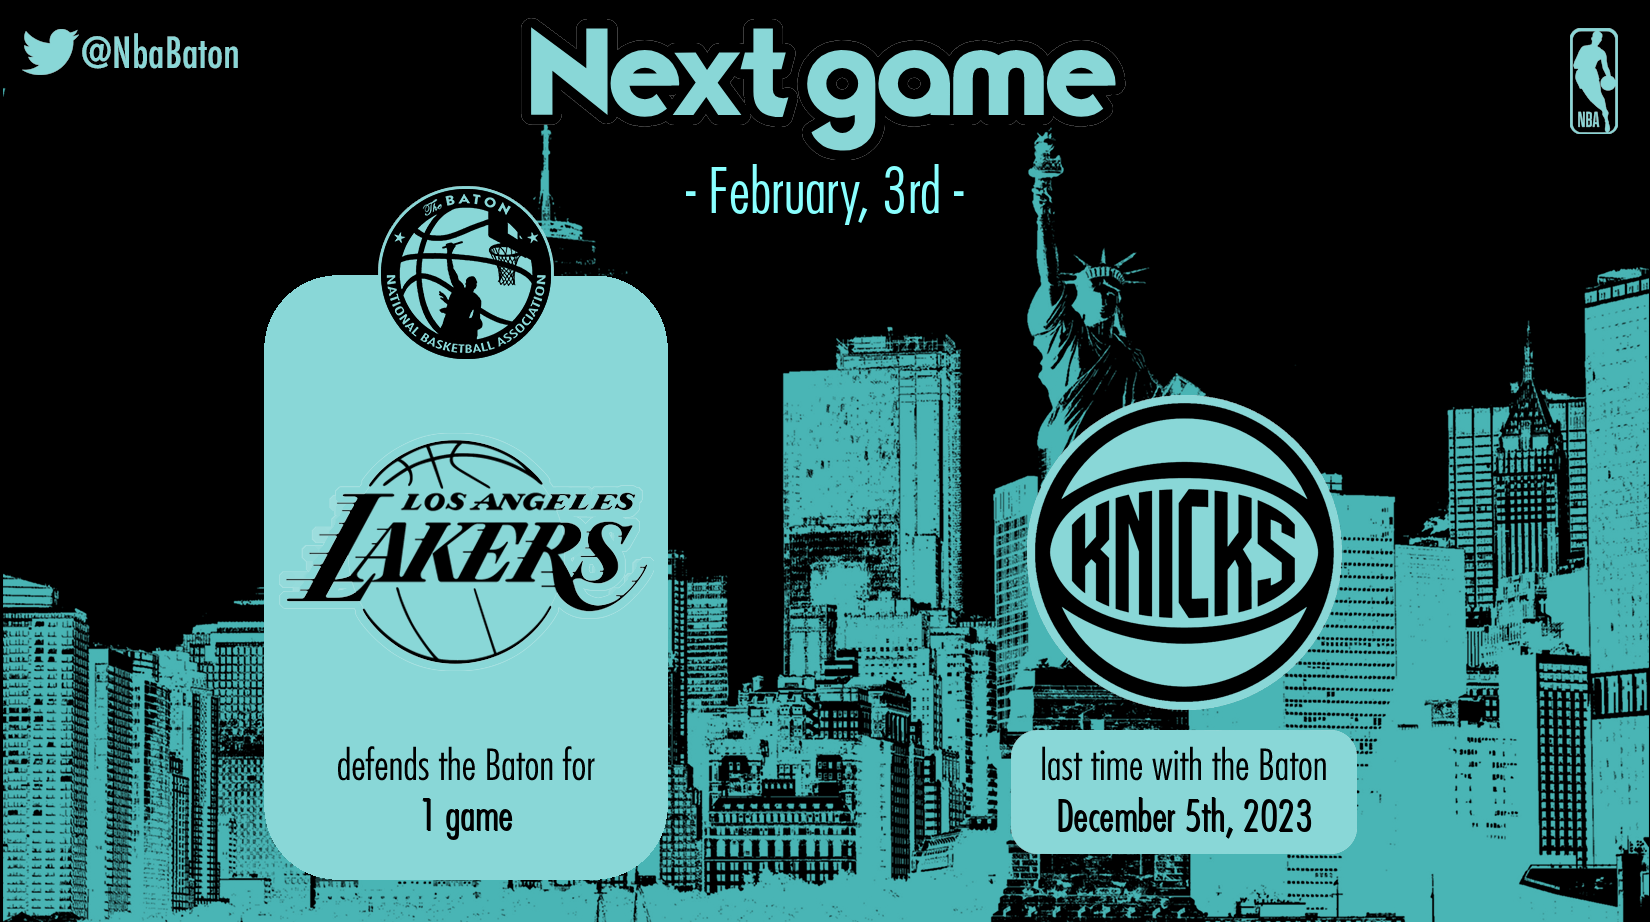 @NbaBaton
Next game
NBA
- February, 3rd -
The BATON
NATIONAL BASKETBALL ASSOCIATION
LOS ANGELES
LAKERS
KNICKS
defends the Baton for
1 game
last time with the Baton
December 5th, 2023